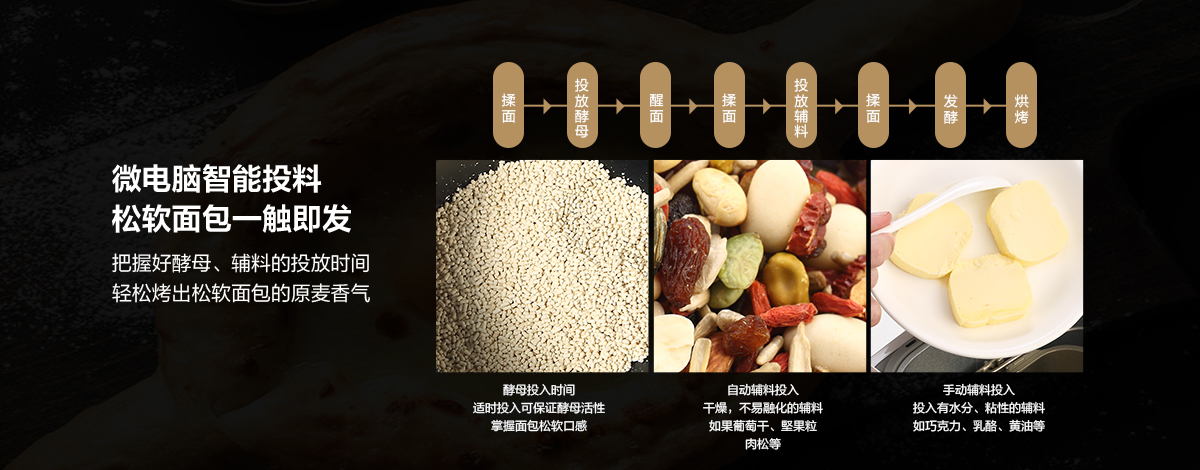 揉面
投放酵母
醒面
揉面
投放辅料
揉面
发酵
烘烤
微电脑智能投料
松软面包一触即发
把握好酵母、辅料的投放时间
轻松烤出松软面包的原麦香气
酵母投入时间
适时投入可保证酵母活性
掌握面包松软口感
自动辅料投入
干燥，不易融化的辅料
如果葡萄干、坚果粒
肉松等
手动辅料投入
投入有水分、粘性的辅料
如巧克力、乳酪、黄油等